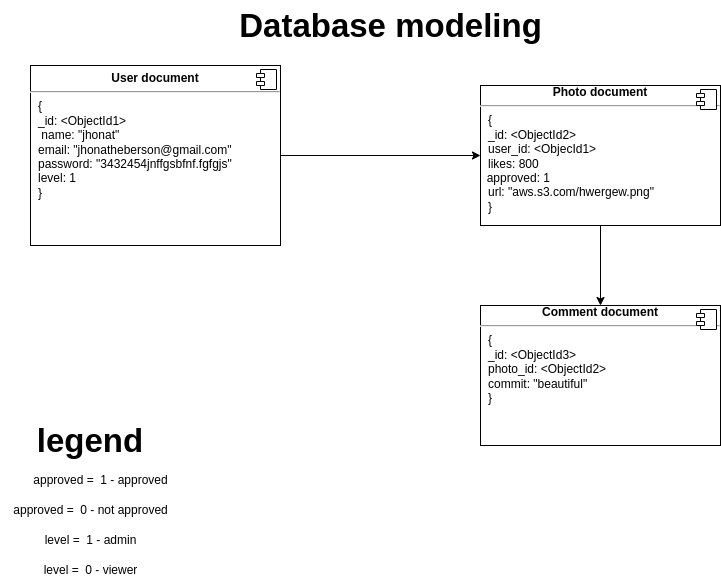 Database modeling
User document
{
_id: <ObjectId1>
name: "jhonat"
email: "jhonatheberson@gmail.com"
password: "3432454jnffgsbfnf.fgfgjs"
level: 1
}
Photo document
{
_id: <ObjectId2>
user_id: <ObjecId1>
likes: 800
approved: 1
url: "aws.s3.com/hwergew.png"
}
Comment document
{
_id: <ObjectId3>
photo_id: <ObjectId2>
commit: "beautiful"
}
legend
approved =  1 - approved
approved =  0 - not approved
level =  1 - admin
level =  0 - viewer